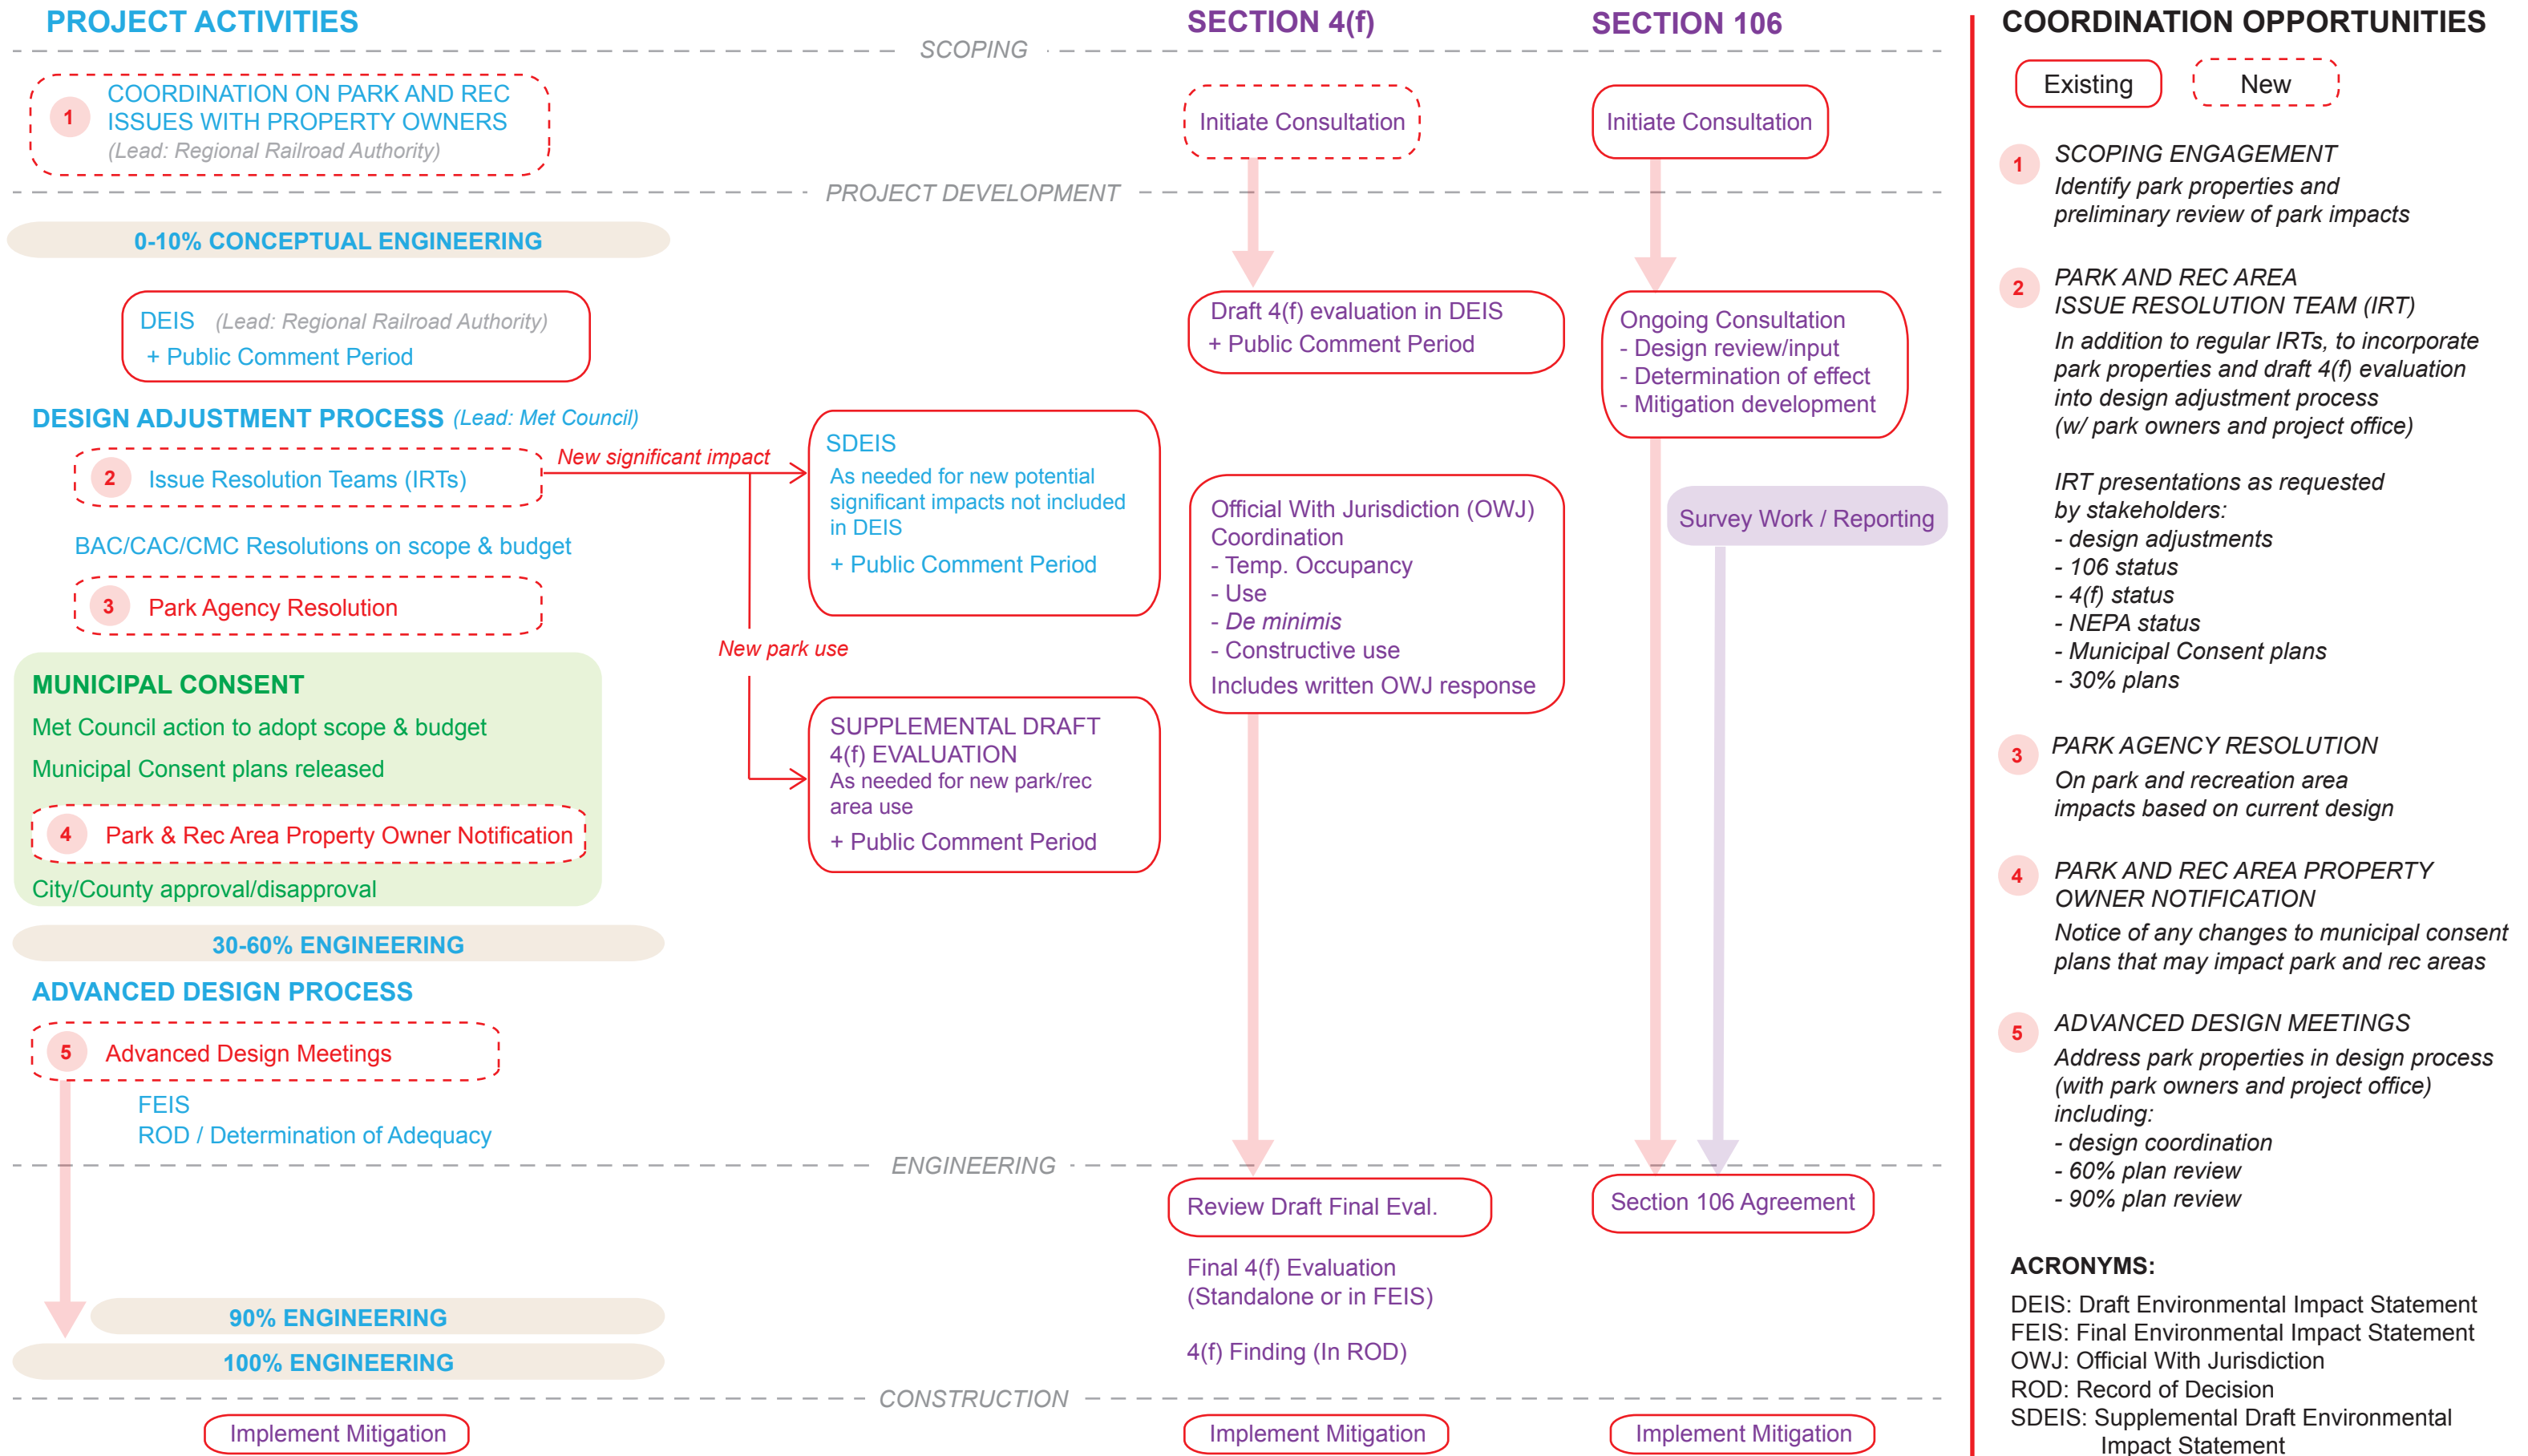 PROJECT ACTIVITIES
SECTION 4(f)
SECTION 106
SCOPING
1
COORDINATION ON PARK AND REC
ISSUES WITH PROPERTY OWNERS
(Lead: Regional Railroad Authority)
Initiate Consultation
Initiate Consultation
PROJECT DEVELOPMENT
0-10% CONCEPTUAL ENGINEERING
DEIS (Lead: Regional Railroad Authority)
+ Public Comment Period
Draft 4(f) evaluation in DEIS
+ Public Comment Period
Ongoing Consultation
- Design review/input
- Determination of effect
- Mitigation development
DESIGN ADJUSTMENT PROCESS (Lead: Met Council)
2 Issue Resolution Teams (IRTs)
New significant impact
SDEIS
As needed for new potential
significant impacts not included
in DEIS
+ Public Comment Period
Official With Jurisdiction (OWJ)
Coordination
- Temp. Occupancy
- Use
- De minimis
- Constructive use
Includes written OWJ response
Survey Work / Reporting
BAC/CAC/CMC Resolutions on scope & budget
3 Park Agency Resolution
New park use
MUNICIPAL CONSENT
Met Council action to adopt scope & budget
Municipal Consent plans released
4 Park & Rec Area Property Owner Notification
City/County approval/disapproval
SUPPLEMENTAL DRAFT
4(f) EVALUATION
As needed for new park/rec
area use
+ Public Comment Period
30-60% ENGINEERING
ADVANCED DESIGN PROCESS
5 Advanced Design Meetings
FEIS
ROD / Determination of Adequacy
ENGINEERING
Review Draft Final Eval.
Section 106 Agreement
Final 4(f) Evaluation
(Standalone or in FEIS)
4(f) Finding (In ROD)
90% ENGINEERING
100% ENGINEERING
CONSTRUCTION
Implement Mitigation
Implement Mitigation
Implement Mitigation
COORDINATION OPPORTUNITIES
Existing
New
1 SCOPING ENGAGEMENT
Identify park properties and
preliminary review of park impacts
2 PARK AND REC AREA
ISSUE RESOLUTION TEAM (IRT)
In addition to regular IRTs, to incorporate
park properties and draft 4(f) evaluation
into design adjustment process
(w/ park owners and project office)
IRT presentations as requested
by stakeholders:
- design adjustments
- 106 status
- 4(f) status
- NEPA status
- Municipal Consent plans
- 30% plans
3 PARK AGENCY RESOLUTION
On park and recreation area
impacts based on current design
4 PARK AND REC AREA PROPERTY
OWNER NOTIFICATION
Notice of any changes to municipal consent
plans that may impact park and rec areas
5 ADVANCED DESIGN MEETINGS
Address park properties in design process
(with park owners and project office)
including:
- design coordination
- 60% plan review
- 90% plan review
ACRONYMS:
DEIS: Draft Environmental Impact Statement
FEIS: Final Environmental Impact Statement
OWJ: Official With Jurisdiction
ROD: Record of Decision
SDEIS: Supplemental Draft Environmental
Impact Statement